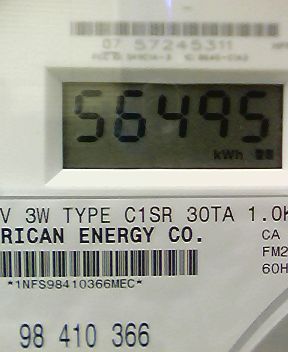 07 57245311
56495
kWh
V 3W TYPE C1SR 30TA 1.0K
RICAN ENERGY CO.
CA
FM2
60H
*1NFS98410366MEC*
98 410 366